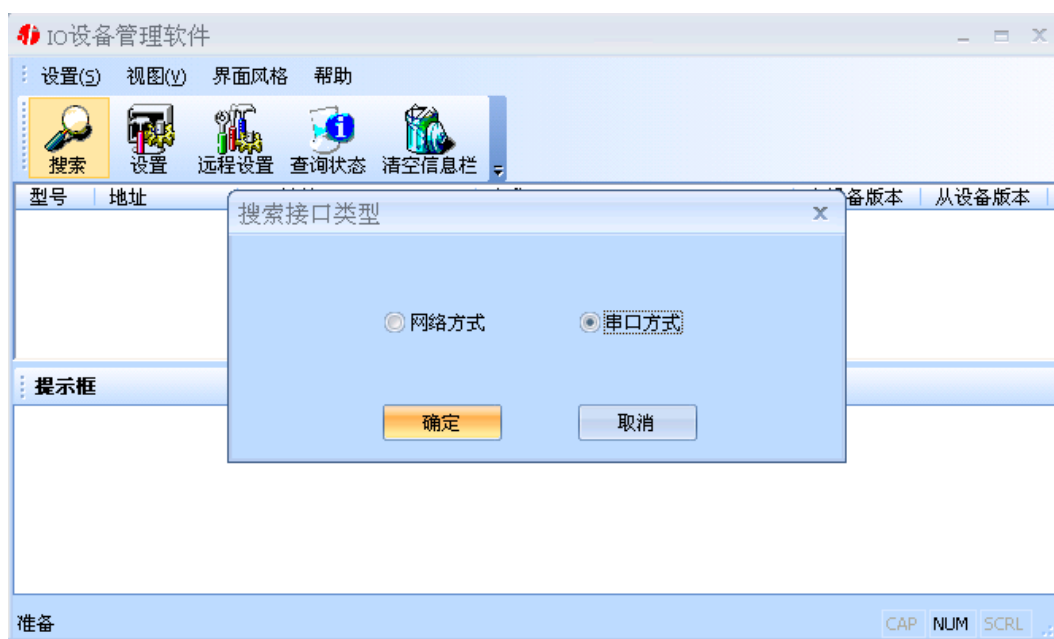 IO设备管理软件
设置(S) 视图(V) 界面风格 帮助
搜索 设置 远程设置 查询状态 清空信息栏
型号 地址 备版本 从设备版本
搜索接口类型
网络方式 串口方式
确定 取消
提示框
准备 CAP NUM SCRL